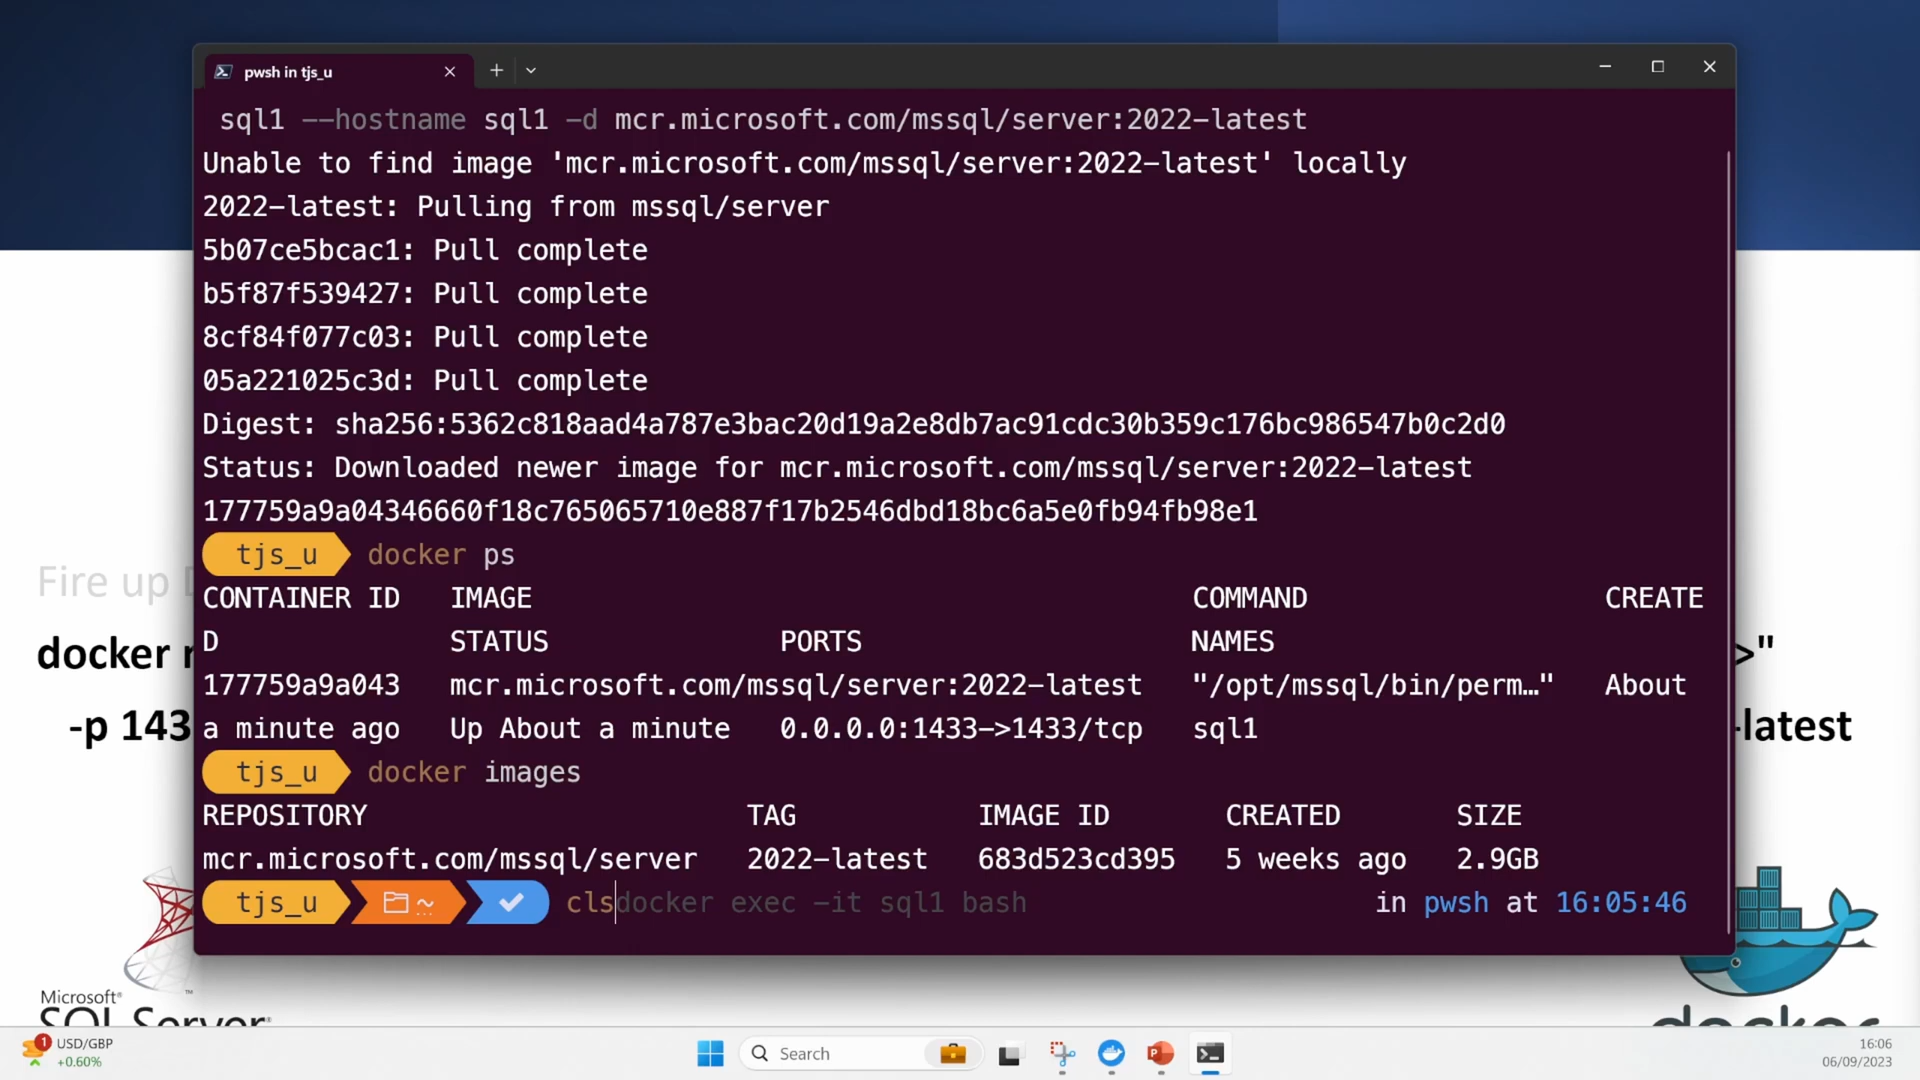 pwsh in tjs_u
sql1 --hostname sql1 -d mcr.microsoft.com/mssql/server:2022-latest
Unable to find image 'mcr.microsoft.com/mssql/server:2022-latest' locally
2022-latest: Pulling from mssql/server
5b07ce5bcac1: Pull complete
b5f87f539427: Pull complete
8cf84f077c03: Pull complete
05a221025c3d: Pull complete
Digest: sha256:5362c818aad4a787e3bac20d19a2e8db7ac91cdc30b359c176bc986547b0c2d0
Status: Downloaded newer image for mcr.microsoft.com/mssql/server:2022-latest
177759a9a04346660f18c765065710e887f17b2546dbd18bc6a5e0fb94fb98e1
tjs_u docker ps
CONTAINER ID IMAGE COMMAND CREATE
D STATUS PORTS NAMES
177759a9a043 mcr.microsoft.com/mssql/server:2022-latest "/opt/mssql/bin/perm…" About
a minute ago Up About a minute 0.0.0.0:1433->1433/tcp sql1
tjs_u docker images
REPOSITORY TAG IMAGE ID CREATED SIZE
mcr.microsoft.com/mssql/server 2022-latest 683d523cd395 5 weeks ago 2.9GB
tjs_u ~ clsdocker exec -it sql1 bash in pwsh at 16:05:46
Fire up
docker r >"
-p 143 -latest
Microsoft®
SQL Server®
docker
1 USD/GBP
+0.60%
Search
16:06
06/09/2023